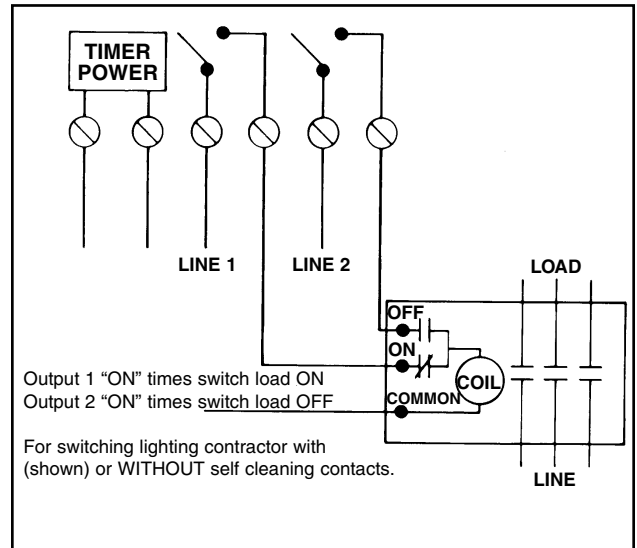 TIMER
POWER
LINE 1
LINE 2
LOAD
OFF
ON
COIL
COMMON
LINE
Output 1 “ON” times switch load ON
Output 2 “ON” times switch load OFF
For switching lighting contractor with
(shown) or WITHOUT self cleaning contacts.